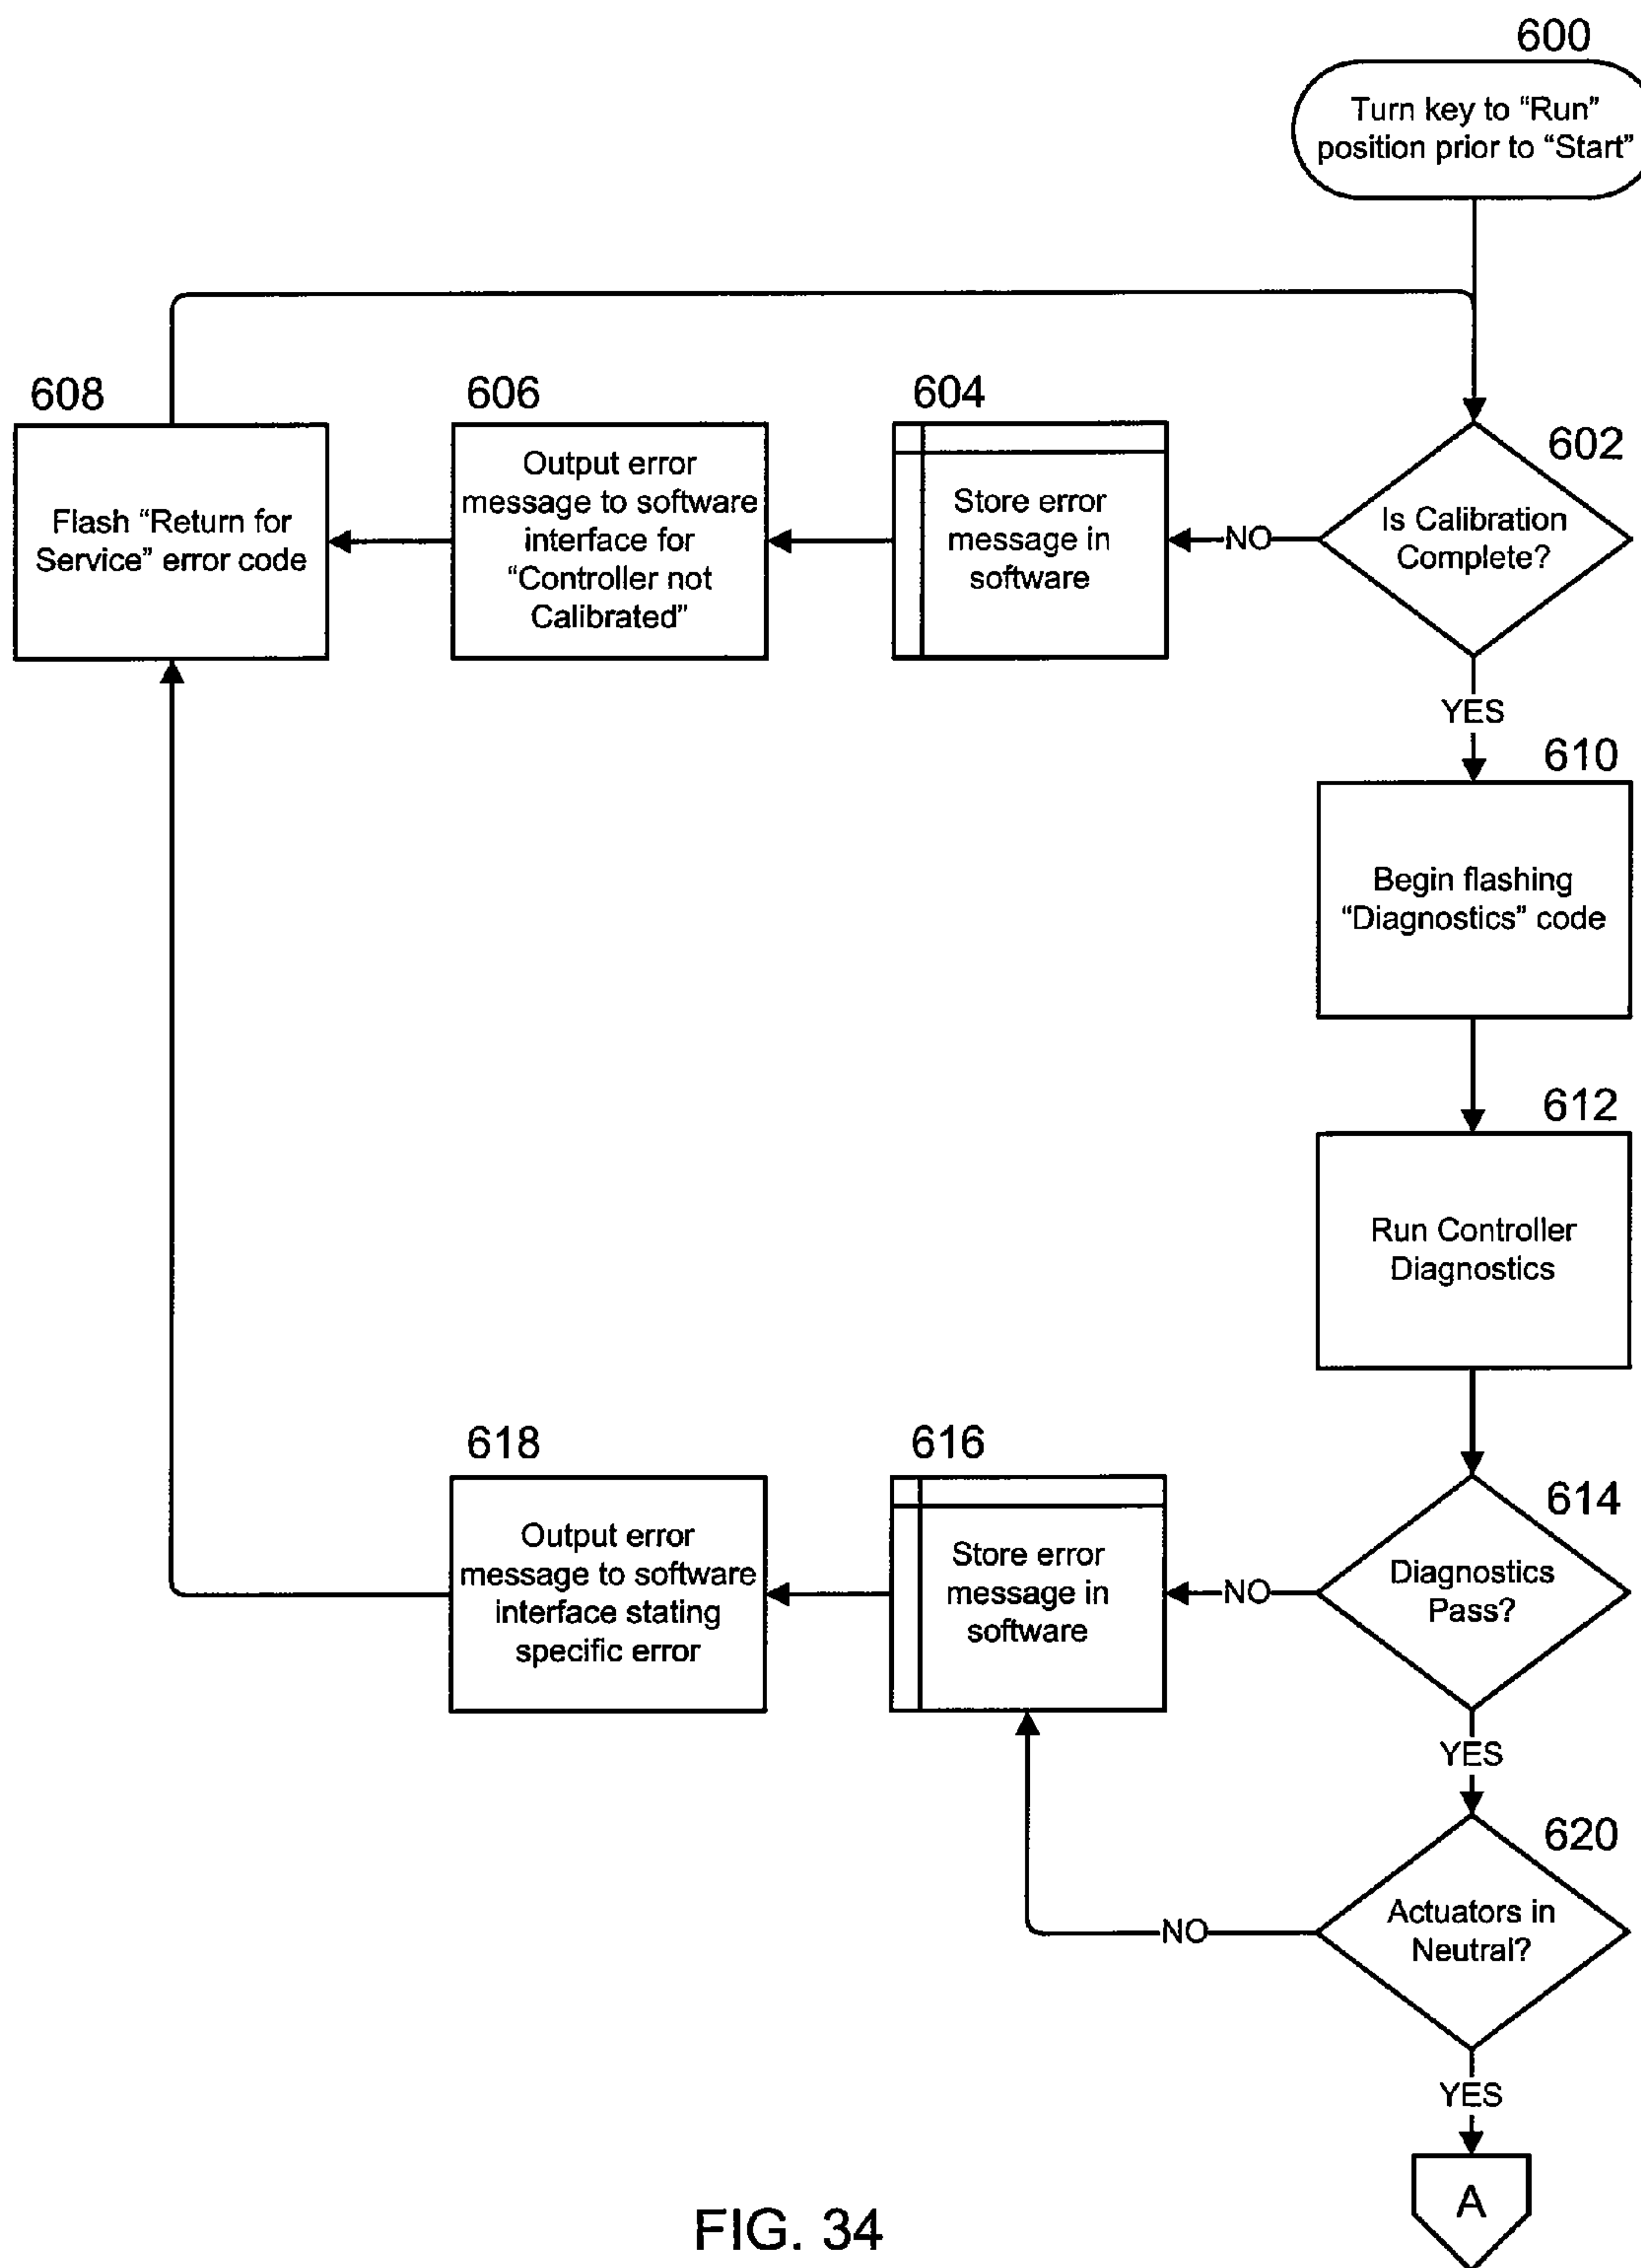 600
Turn key to “Run”
position prior to “Start”
608
606
604
602
Flash “Return for
Service” error code
Output error
message to software
interface for
“Controller not
Calibrated”
Store error
message in
software
NO
Is Calibration
Complete?
YES
610
Begin flashing
“Diagnostics” code
612
Run Controller
Diagnostics
618
616
614
Output error
message to software
interface stating
specific error
Store error
message in
software
NO
Diagnostics
Pass?
YES
620
NO
Actuators in
Neutral?
YES
A
FIG. 34